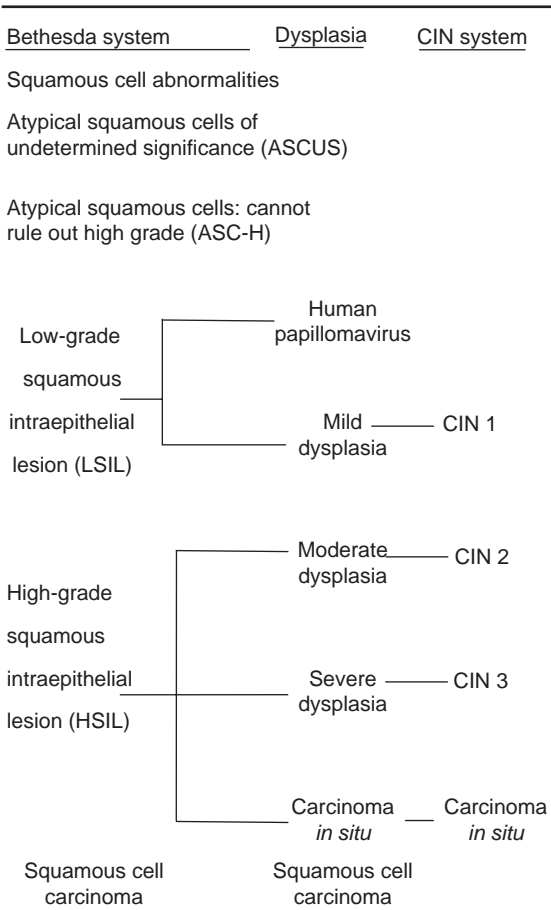 Bethesda system Dysplasia CIN system
Squamous cell abnormalities
Atypical squamous cells of
undetermined significance (ASCUS)
Atypical squamous cells: cannot
rule out high grade (ASC-H)
Low-grade
squamous
intraepithelial
lesion (LSIL)
Human
papillomavirus
Mild
dysplasia
CIN 1
High-grade
squamous
intraepithelial
lesion (HSIL)
Moderate
dysplasia
CIN 2
Severe
dysplasia
CIN 3
Carcinoma
in situ
Carcinoma
in situ
Squamous cell
carcinoma
Squamous cell
carcinoma